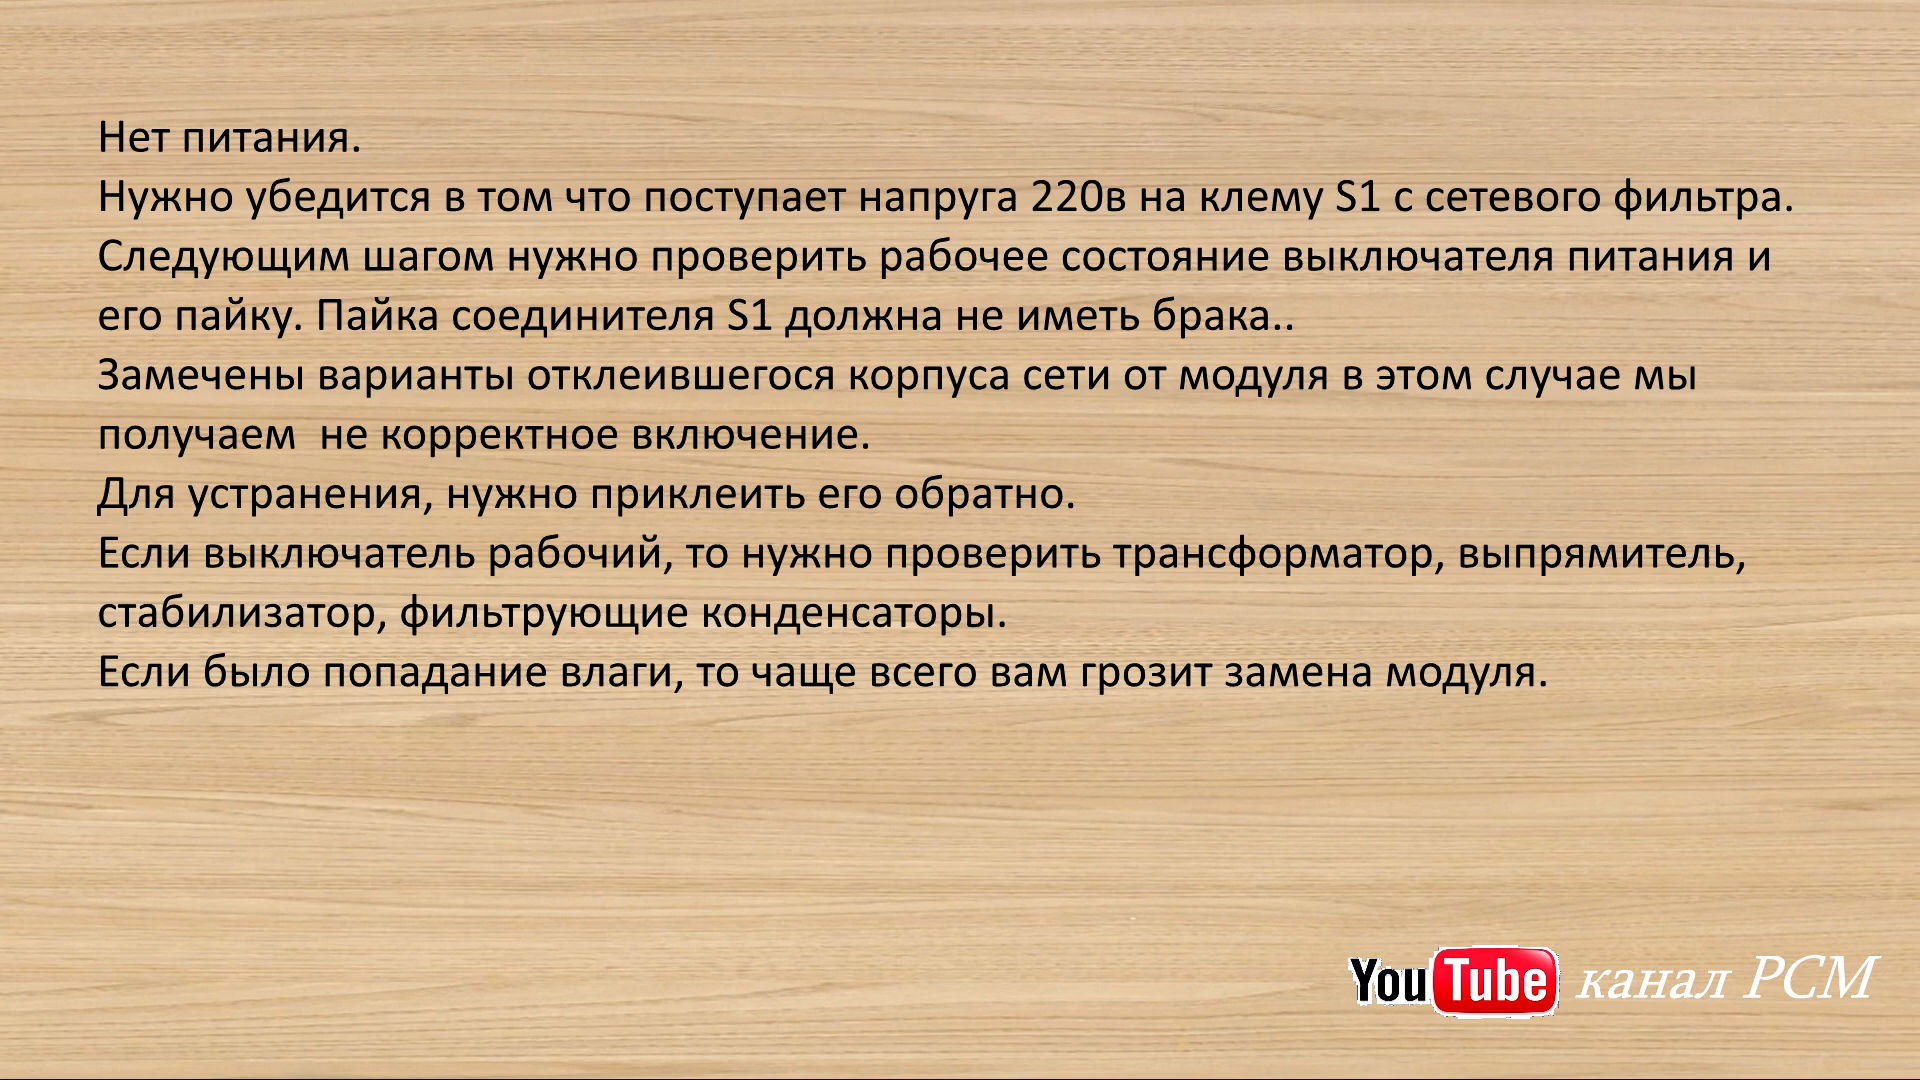 Нет питания.
Нужно убедится в том что поступает напруга 220в на клему S1 с сетевого фильтра.
Следующим шагом нужно проверить рабочее состояние выключателя питания и
его пайку. Пайка соединителя S1 должна не иметь брака..
Замечены варианты отклеившегося корпуса сети от модуля в этом случае мы
получаем  не корректное включение.
Для устранения, нужно приклеить его обратно.
Если выключатель рабочий, то нужно проверить трансформатор, выпрямитель,
стабилизатор, фильтрующие конденсаторы.
Если было попадание влаги, то чаще всего вам грозит замена модуля.
YouTube канал РСМ